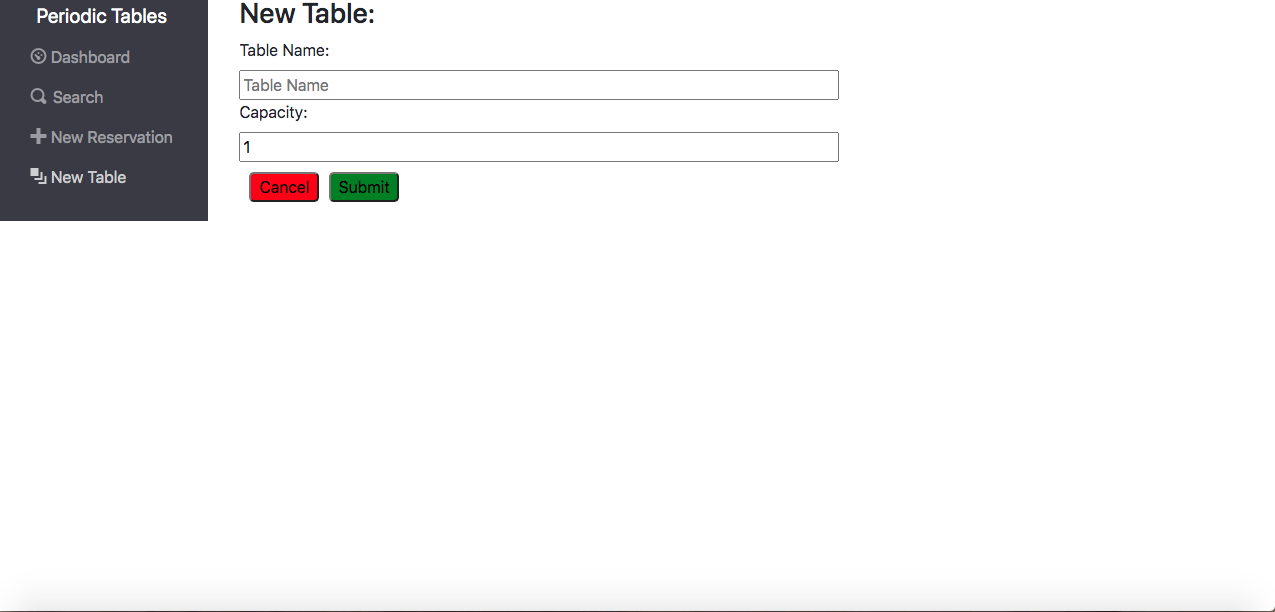 Periodic Tables
Dashboard
Search
New Reservation
New Table
New Table:
Table Name:
Table Name
Capacity:
1
Cancel Submit